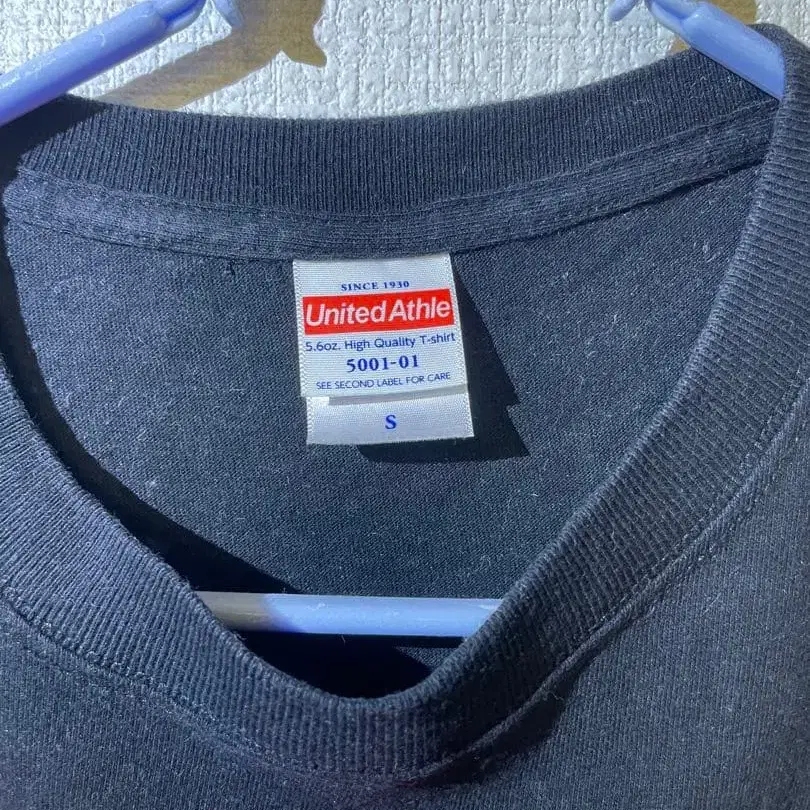 SINCE 1930
United Athle
5.6oz. High Quality T-shirt
5001-01
SEE SECOND LABEL FOR CARE
S